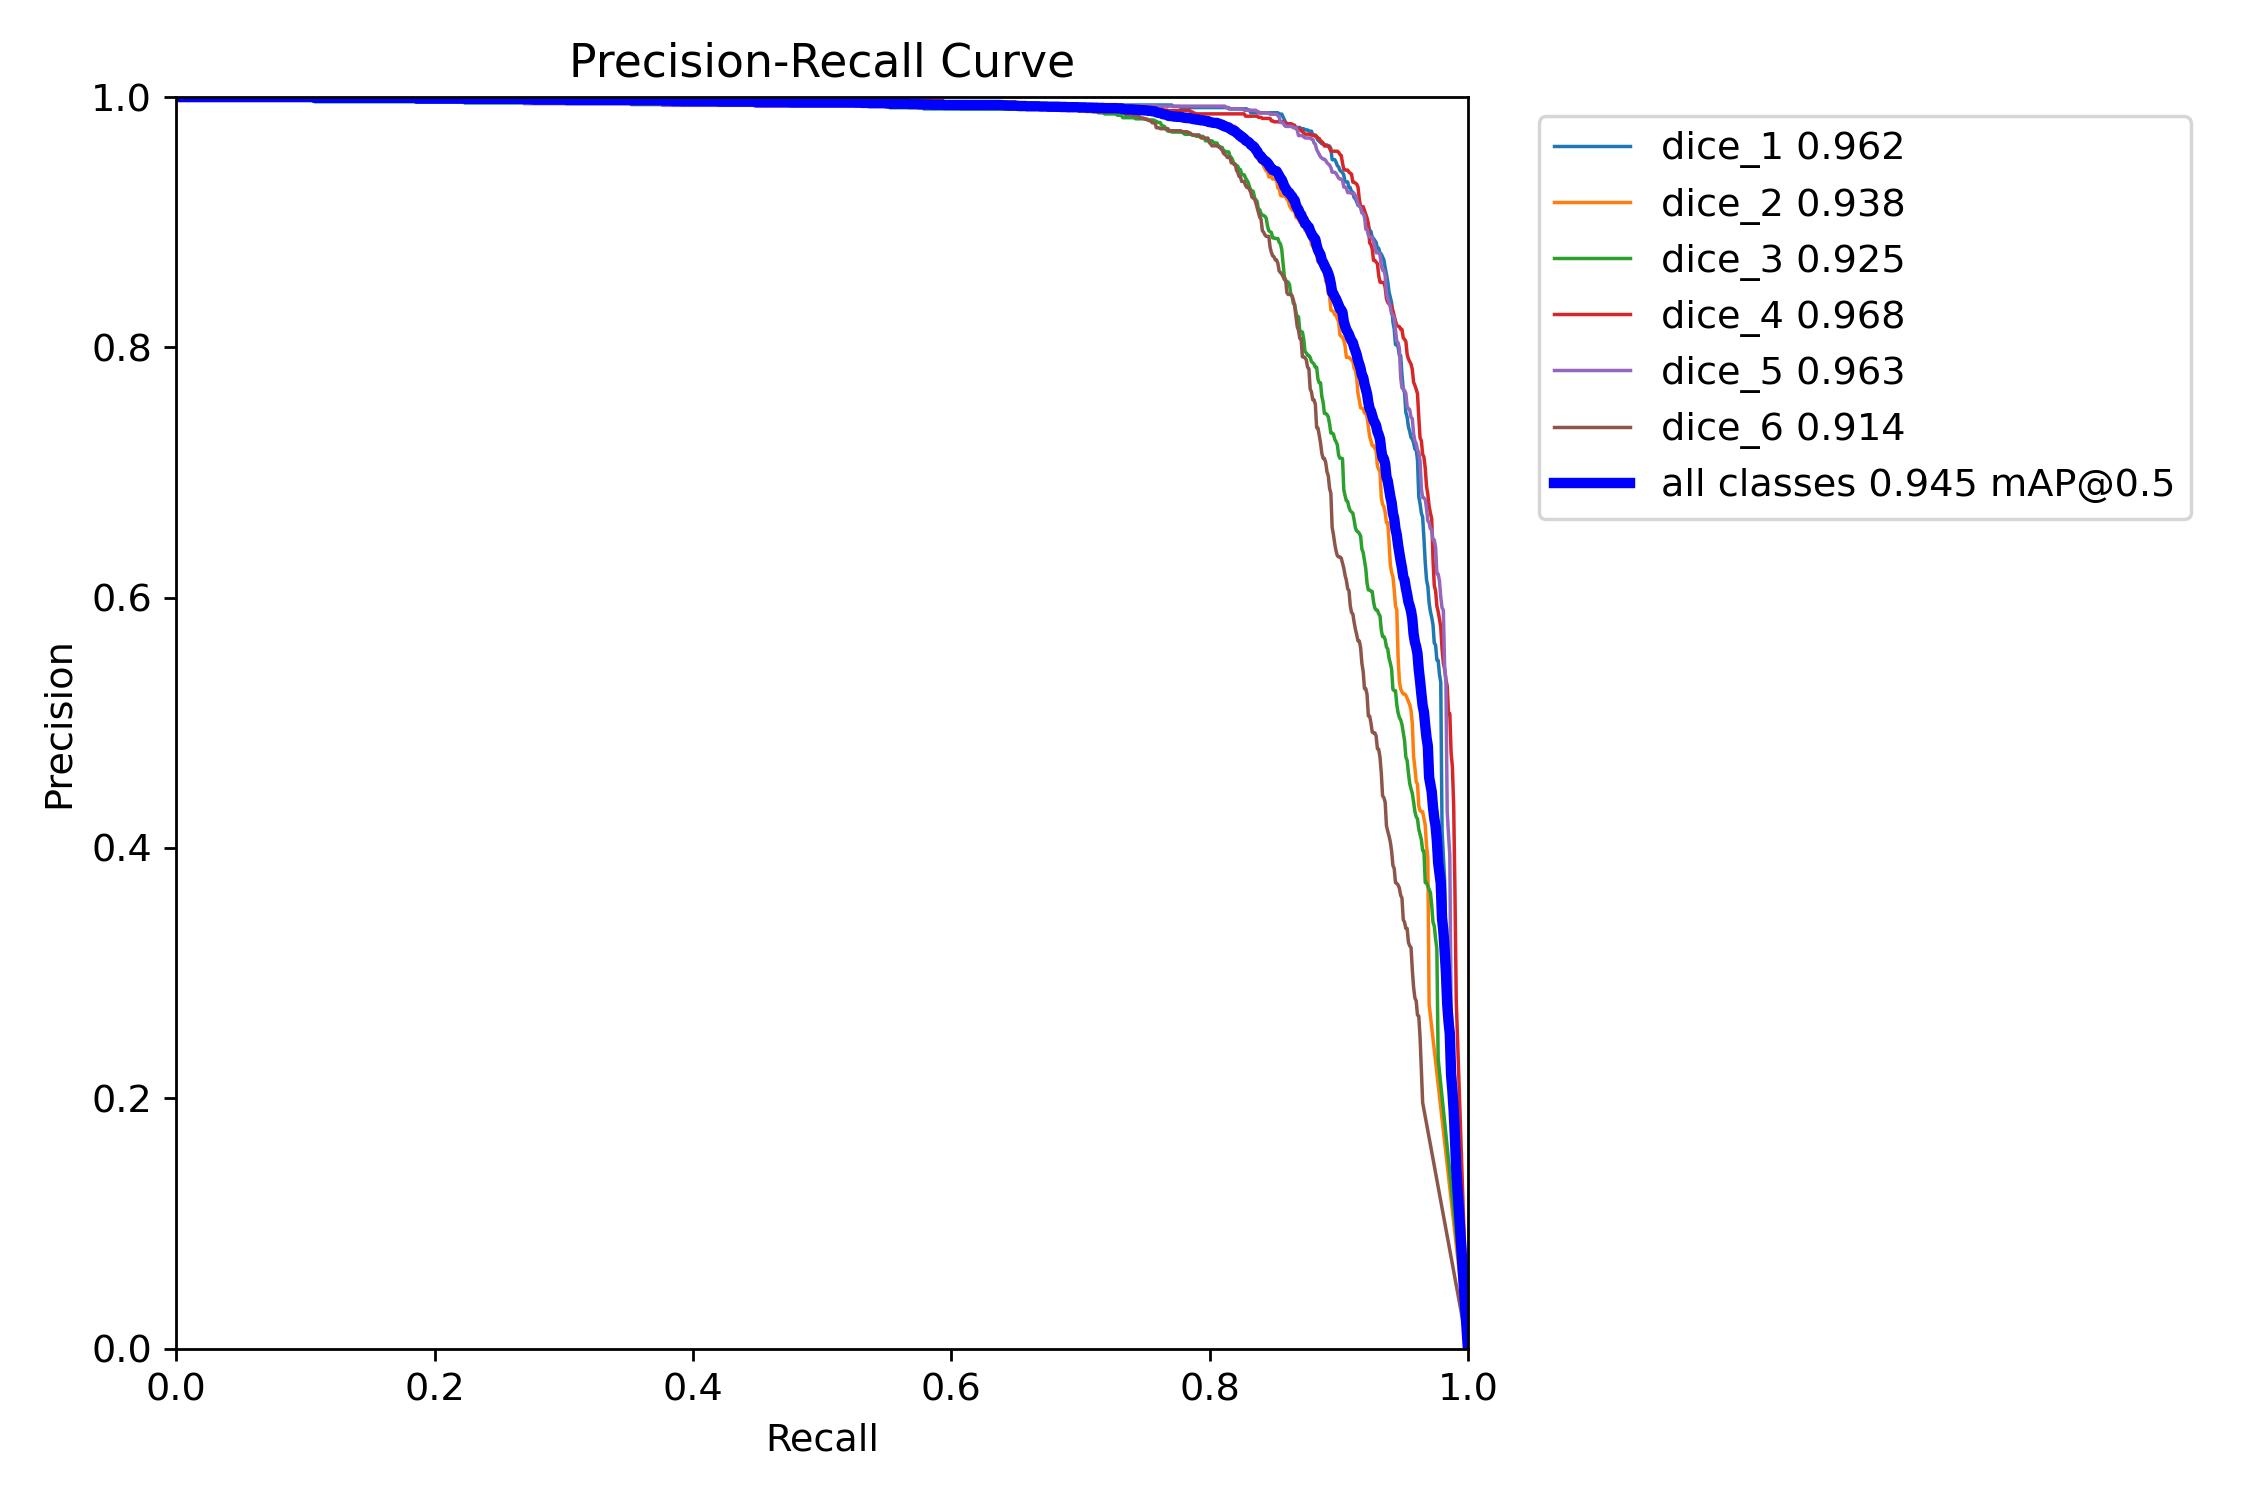 Precision-Recall Curve
1.0
0.8
0.6
0.4
0.2
0.0
Precision
0.0 0.2 0.4 0.6 0.8 1.0
Recall
dice_1 0.962
dice_2 0.938
dice_3 0.925
dice_4 0.968
dice_5 0.963
dice_6 0.914
all classes 0.945 mAP@0.5